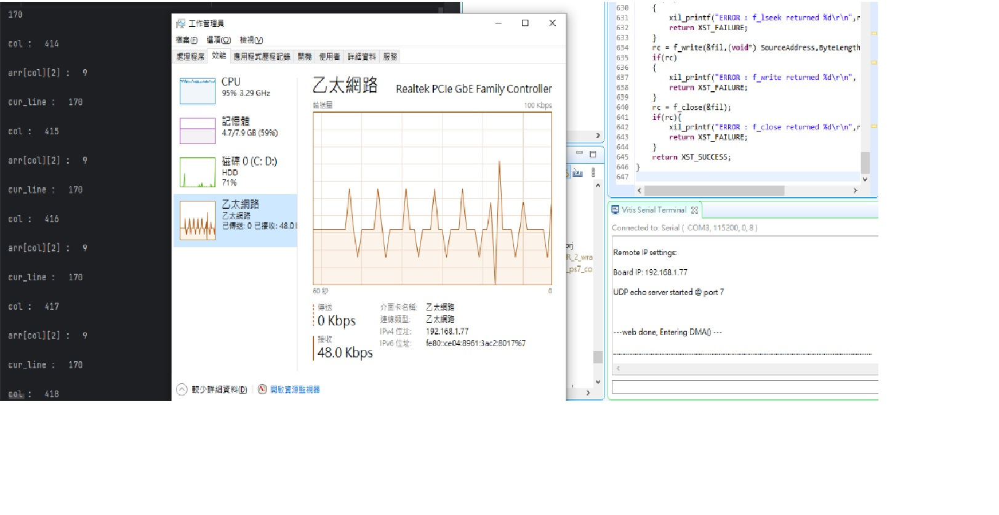 170
col : 414
arr[col][2] : 9
cur_line : 170
col : 415
arr[col][2] : 9
cur_line : 170
col : 416
arr[col][2] : 9
cur_line : 170
col : 417
arr[col][2] : 9
cur_line : 170
col : 418
工作管理員
檔案(F) 選項(O) 檢視(V)
處理程序 效能 應用程式歷程記錄 開機 使用者 詳細資料 服務
CPU
95% 3.29 GHz
記憶體
4.7/7.9 GB (59%)
磁碟 0 (C: D:)
HDD
71%
乙太網路
乙太網路
已傳送: 0 已接收: 48.0
乙太網路 Realtek PCIe GbE Family Controller
輸送量 100 Kbps
60 秒 0
傳送
0 Kbps
接收
48.0 Kbps
介面卡名稱: 乙太網路
連線類型: 乙太網路
IPv4 位址: 192.168.1.77
IPv6 位址: fe80::ce04:8961:3ac2:8017%7
較少詳細資料(D) 開啟資源監視器
orj
R_2_wra
_ps7_co
630 {
631 xil_printf("ERROR : f_lseek returned %d\r\n",r
632 return XST_FAILURE;
633 }
634 rc = f_write(&fil,(void*) SourceAddress,ByteLength
635 if(rc)
636 {
637 xil_printf("ERROR : f_write returned %d\r\n",
638 return XST_FAILURE;
639 }
640 rc = f_close(&fil);
641 if(rc){
642 xil_printf("ERROR : f_close returned %d\r\n",r
643 return XST_FAILURE;
644 }
645 return XST_SUCCESS;
646 }
647
Vitis Serial Terminal
Connected to: Serial ( COM3, 115200, 0, 8 )
Remote IP settings:
Board IP: 192.168.1.77
UDP echo server started @ port 7
---web done, Entering DMA() ---